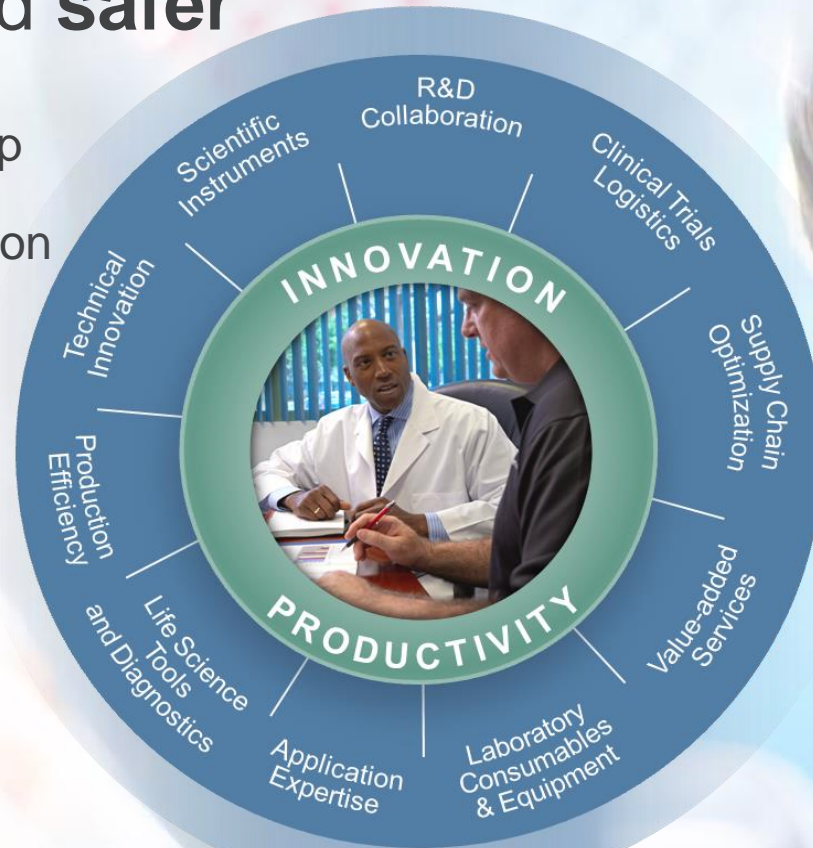 d safer
p
on
R&D
Collaboration
Clinical Trials
Logistics
Supply Chain
Optimization
Value-added
Services
Laboratory
Consumables
& Equipment
Application
Expertise
Life Science
Tools
and Diagnostics
Production
Efficiency
Technical
Innovation
Scientific
Instruments
INNOVATION
PRODUCTIVITY